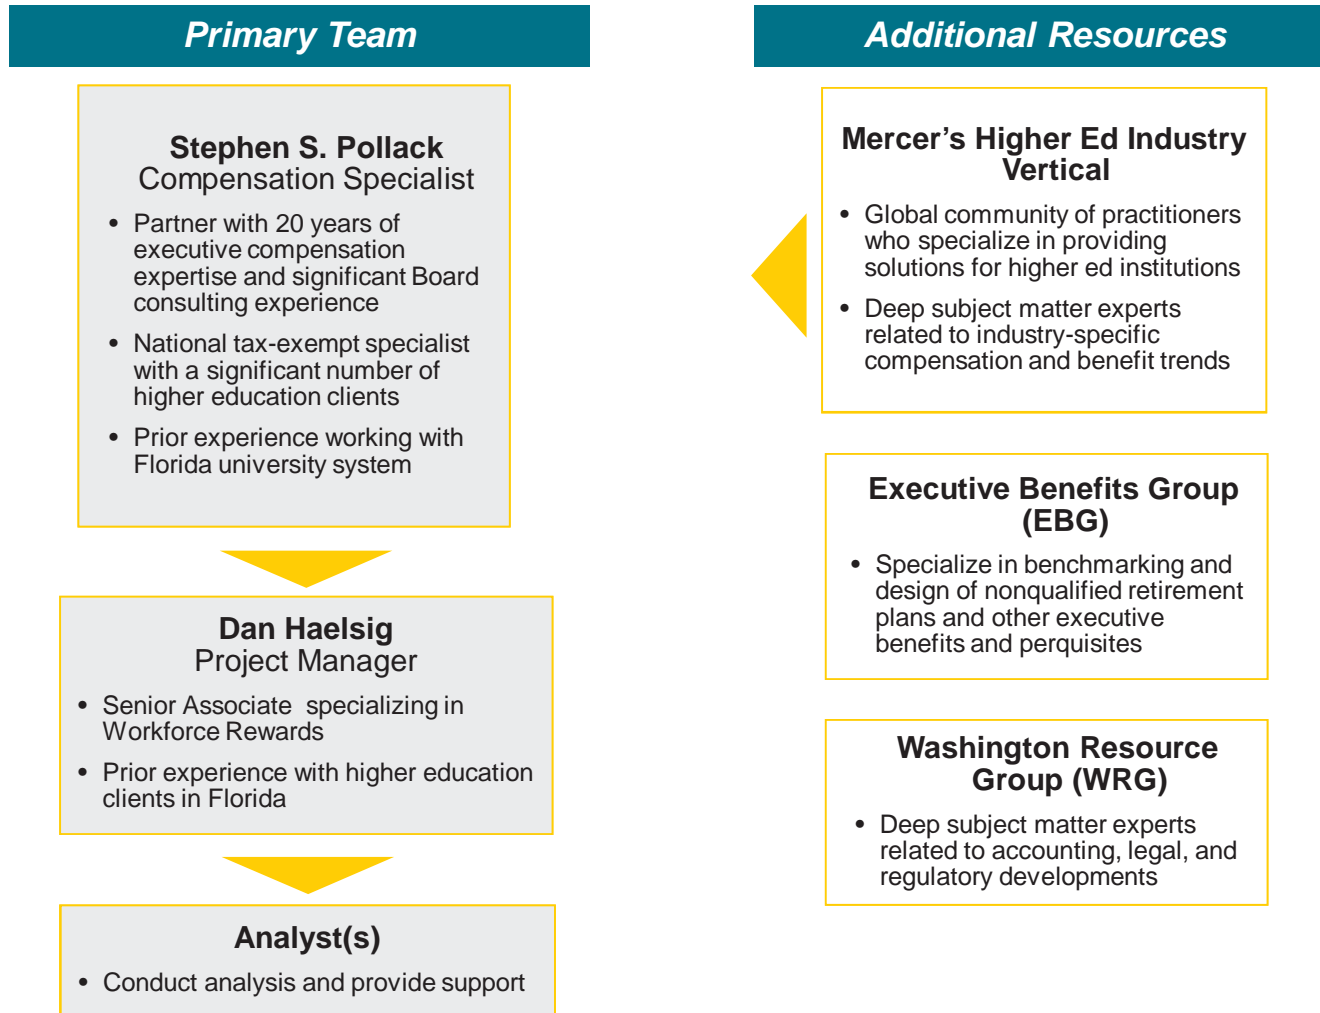 Primary Team
Stephen S. Pollack
Compensation Specialist
• Partner with 20 years of
executive compensation
expertise and significant Board
consulting experience
• National tax-exempt specialist
with a significant number of
higher education clients
• Prior experience working with
Florida university system
Dan Haelsig
Project Manager
• Senior Associate specializing in
Workforce Rewards
• Prior experience with higher education
clients in Florida
Analyst(s)
• Conduct analysis and provide support
Additional Resources
Mercer’s Higher Ed Industry
Vertical
• Global community of practitioners
who specialize in providing
solutions for higher ed institutions
• Deep subject matter experts
related to industry-specific
compensation and benefit trends
Executive Benefits Group
(EBG)
• Specialize in benchmarking and
design of nonqualified retirement
plans and other executive
benefits and perquisites
Washington Resource
Group (WRG)
• Deep subject matter experts
related to accounting, legal, and
regulatory developments